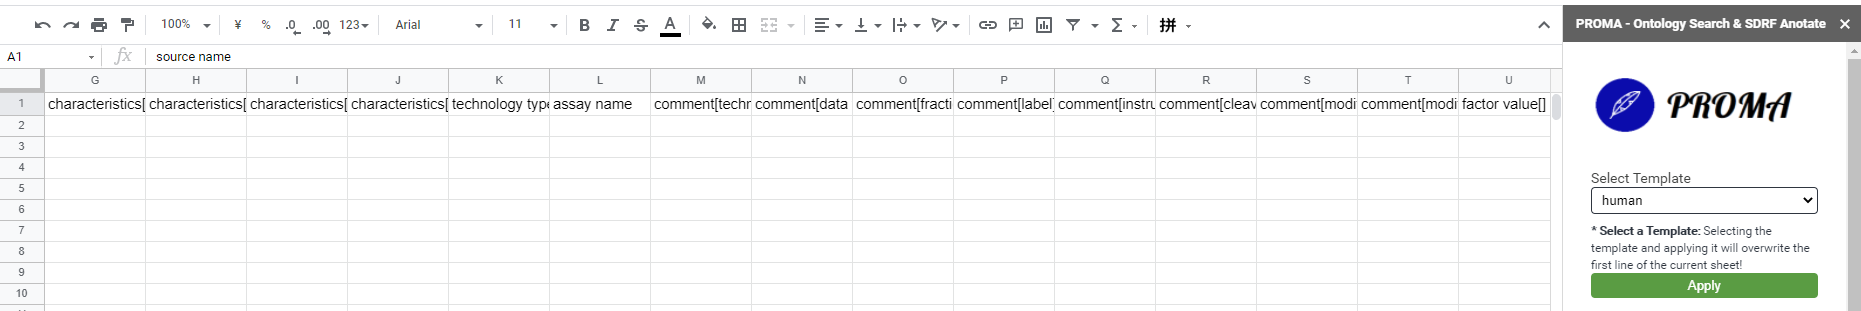 100% ¥ % .0 .00 123 Arial 11 B I S A Σ 拼
PROMA - Ontology Search & SDRF Anotate ×
A1 fx source name
G H I J K L M N O P Q R S T U
1 characteristics[ characteristics[ characteristics[ characteristics[ technology type assay name comment[techn comment[data comment[fracti comment[label] comment[instru comment[cleav comment[modi comment[modi factor value[]
2
3
4
5
6
7
8
9
10
PROMA
Select Template
human
* Select a Template: Selecting the
template and applying it will overwrite the
first line of the current sheet!
Apply